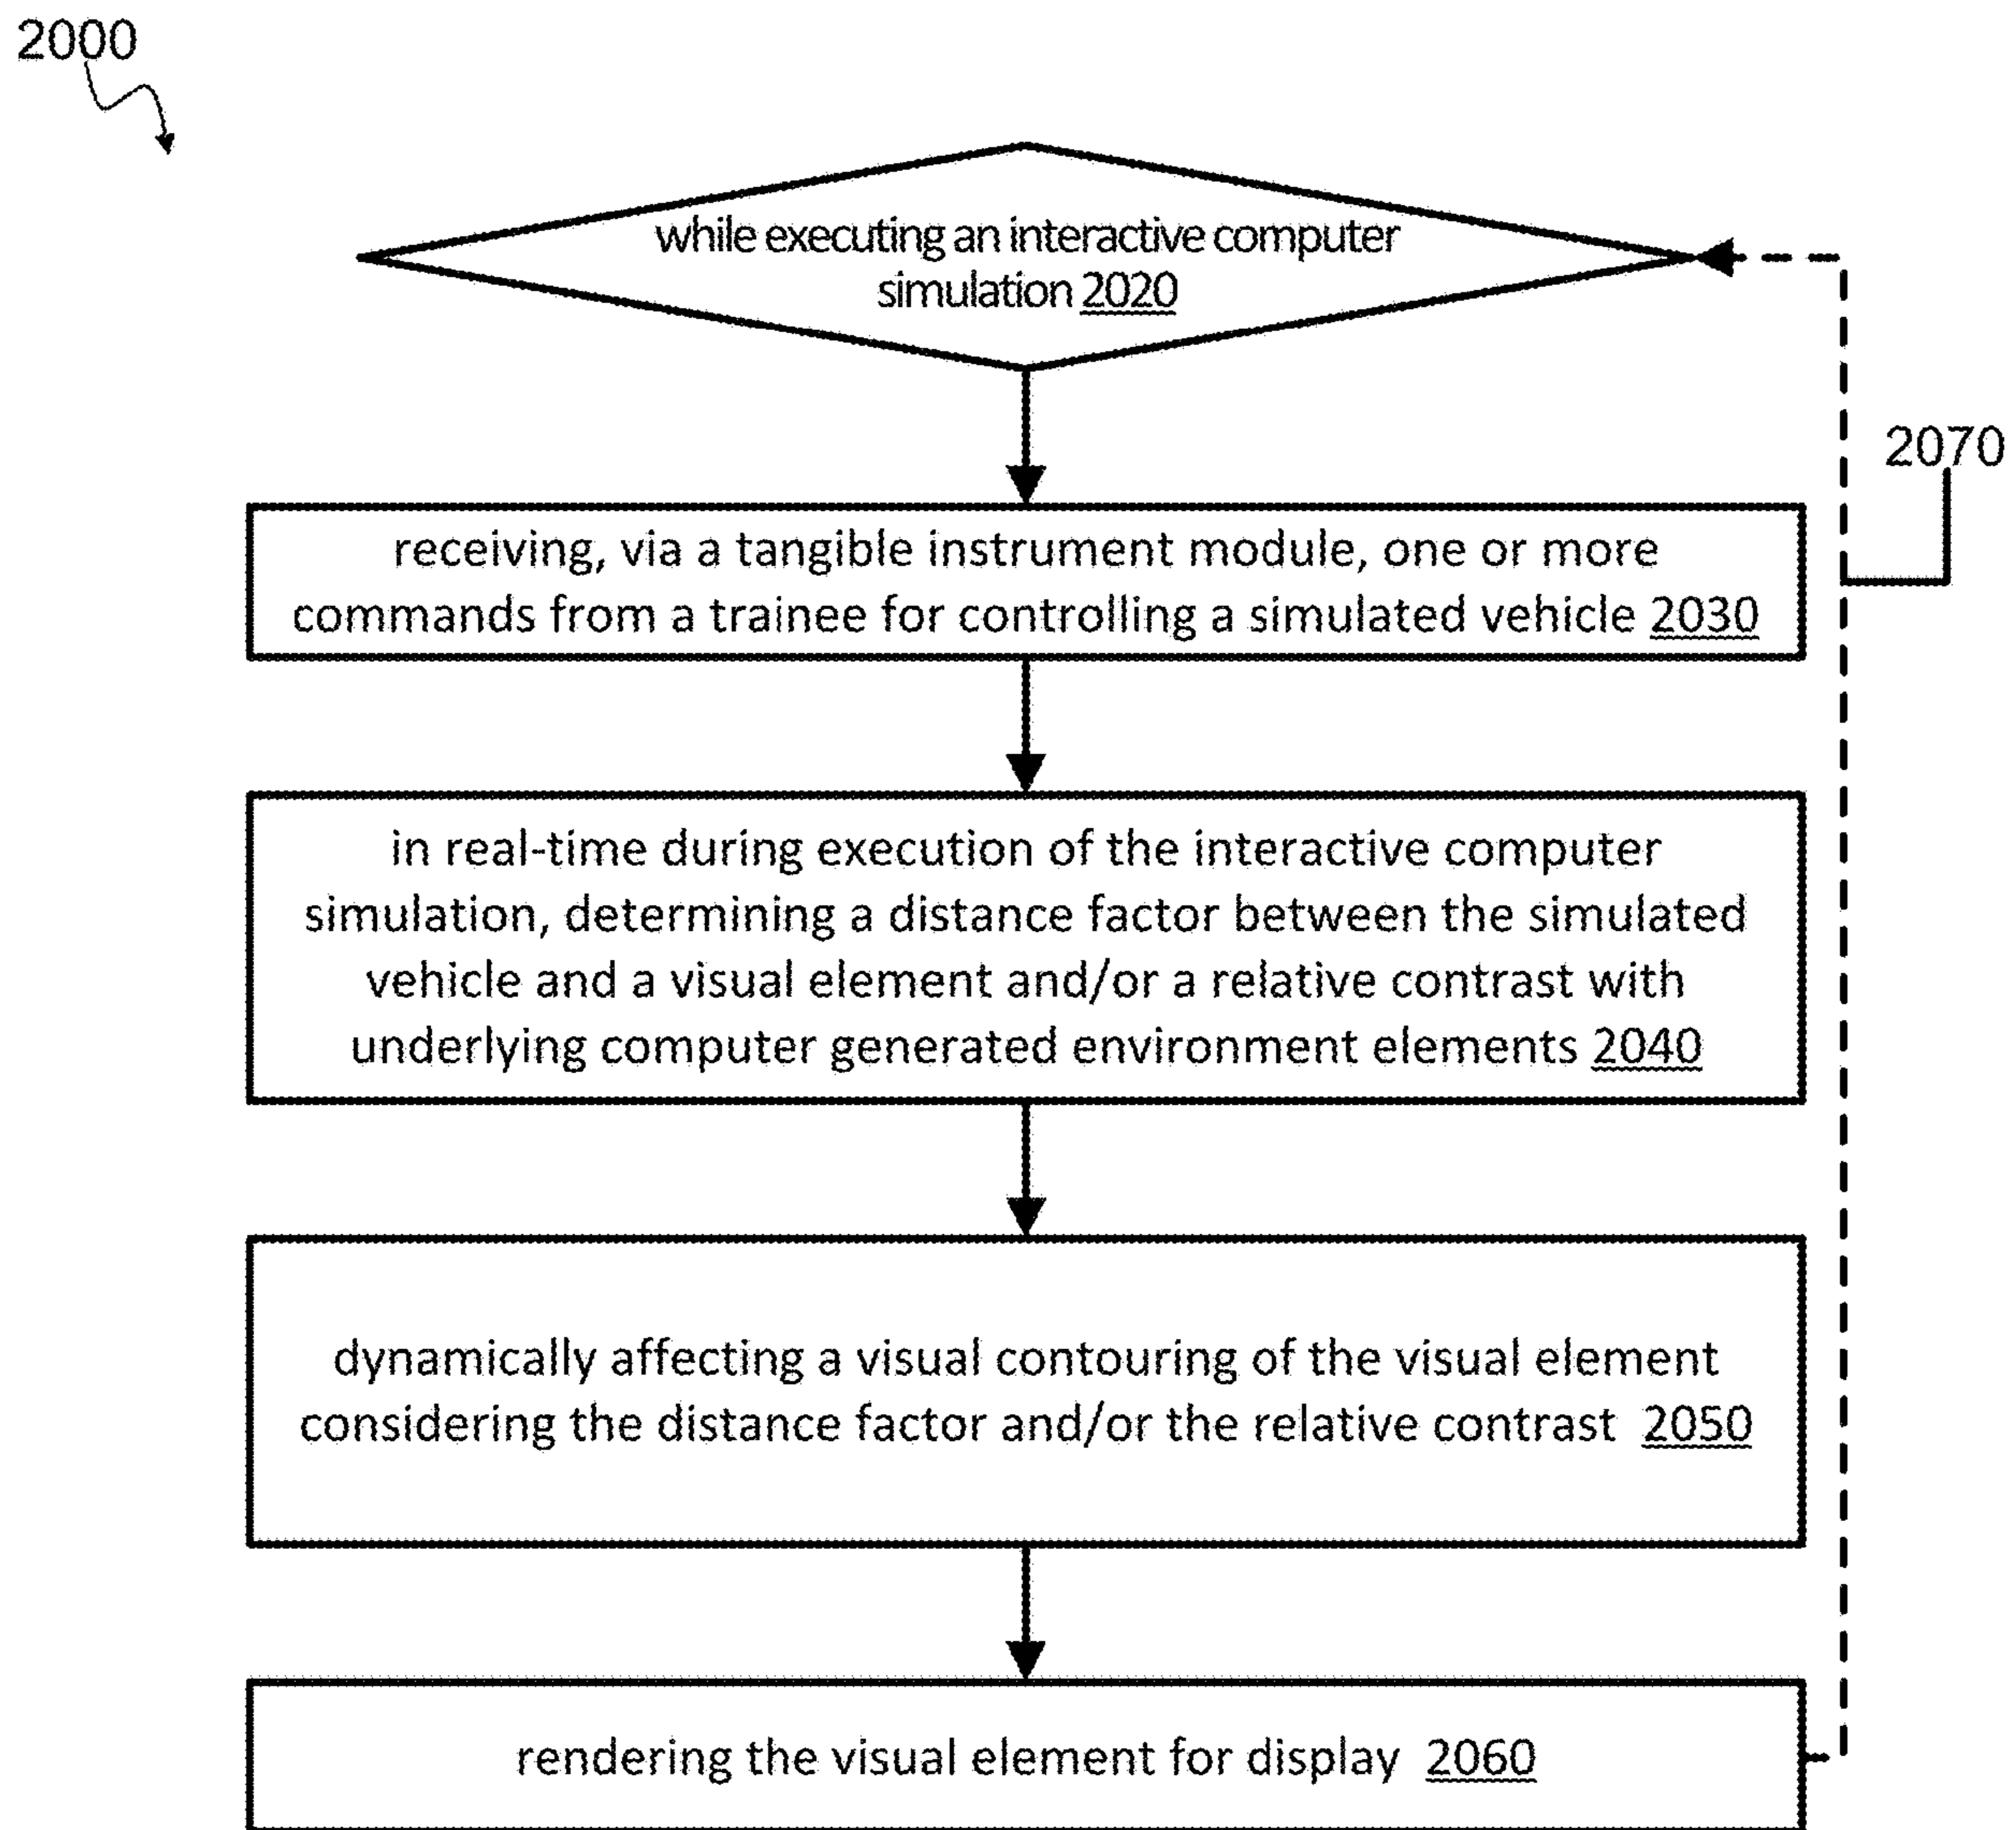 2000
while executing an interactive computer
simulation 2020
2070
receiving, via a tangible instrument module, one or more
commands from a trainee for controlling a simulated vehicle 2030
in real-time during execution of the interactive computer
simulation, determining a distance factor between the simulated
vehicle and a visual element and/or a relative contrast with
underlying computer generated environment elements 2040
dynamically affecting a visual contouring of the visual element
considering the distance factor and/or the relative contrast 2050
rendering the visual element for display 2060